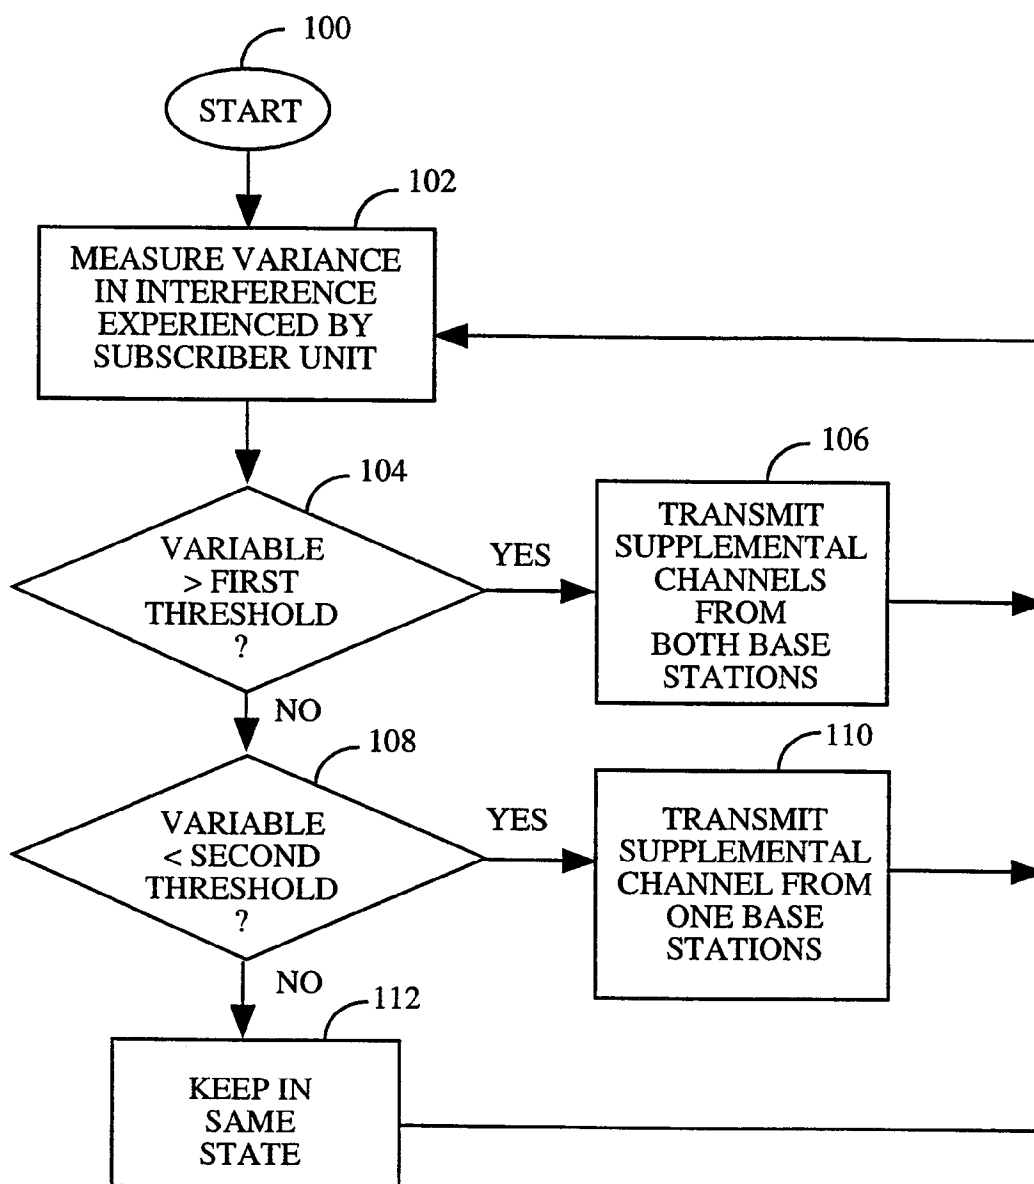 100
START
102
MEASURE VARIANCE
IN INTERFERENCE
EXPERIENCED BY
SUBSCRIBER UNIT
104
VARIABLE
> FIRST
THRESHOLD
?
YES
106
TRANSMIT
SUPPLEMENTAL
CHANNELS
FROM
BOTH BASE
STATIONS
NO
108
VARIABLE
< SECOND
THRESHOLD
?
YES
110
TRANSMIT
SUPPLEMENTAL
CHANNEL FROM
ONE BASE
STATIONS
NO
112
KEEP IN
SAME
STATE